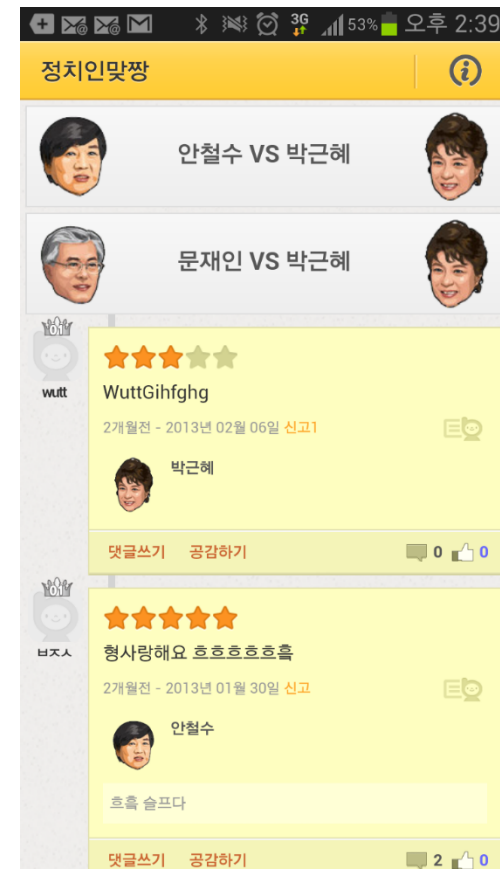 3G 53% 오후 2:39
정치인맞짱
안철수 VS 박근혜
문재인 VS 박근혜
01
wutt
WuttGihfghg
2개월전 - 2013년 02월 06일 신고1
박근혜
댓글쓰기 공감하기 0 0
01
ㅂㅈㅅ
형사랑해요 흐흐흐흐흐흑
2개월전 - 2013년 01월 30일 신고
안철수
흐흑 슬프다
댓글쓰기 공감하기 2 0